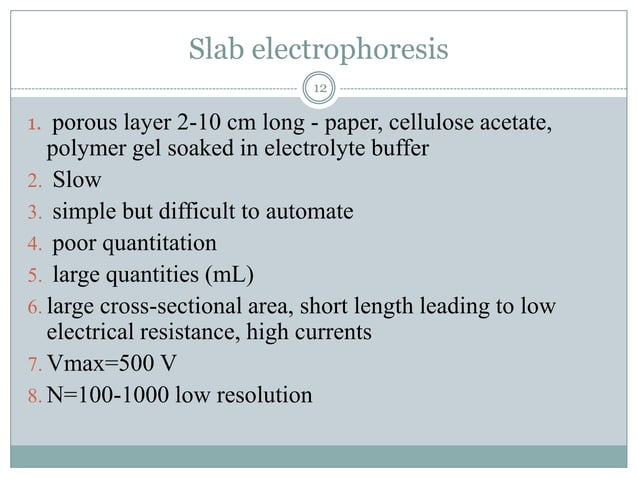 Slab electrophoresis
12
1. porous layer 2-10 cm long - paper, cellulose acetate,
polymer gel soaked in electrolyte buffer
2. Slow
3. simple but difficult to automate
4. poor quantitation
5. large quantities (mL)
6. large cross-sectional area, short length leading to low
electrical resistance, high currents
7. Vmax=500 V
8. N=100-1000 low resolution